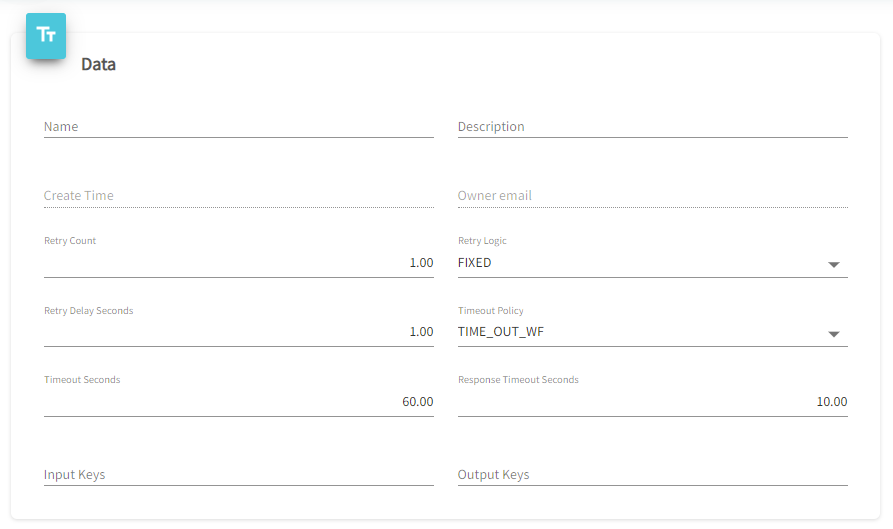 Tт
Data
Name
Description
Create Time
Owner email
Retry Count
1.00
Retry Logic
FIXED
Retry Delay Seconds
1.00
Timeout Policy
TIME_OUT_WF
Timeout Seconds
60.00
Response Timeout Seconds
10.00
Input Keys
Output Keys